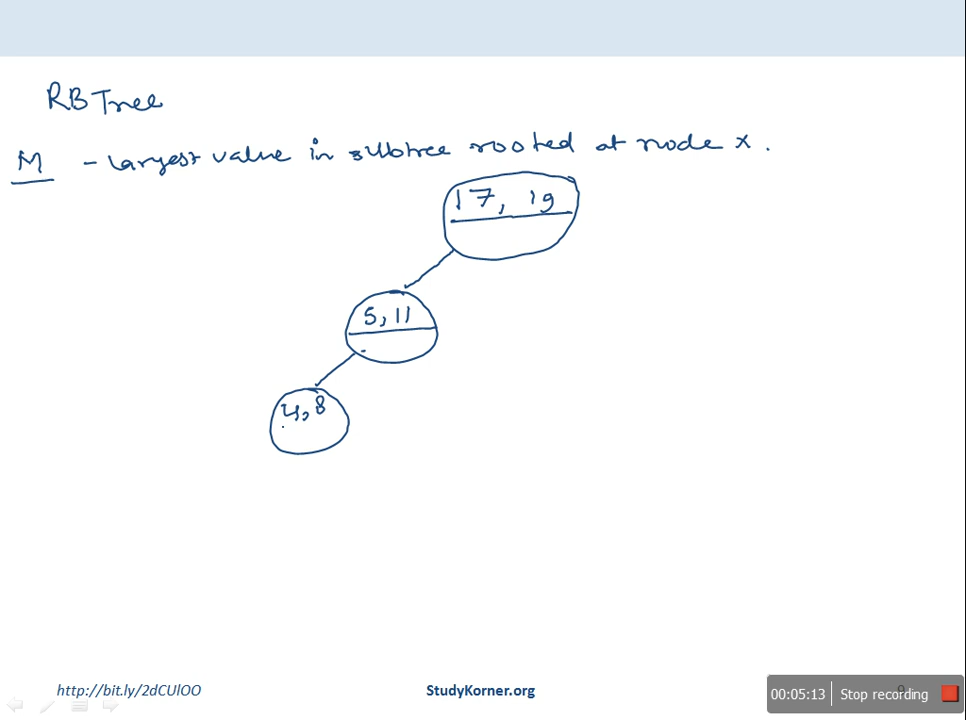 RB Tree
M - Largest value in subtree rooted at node x.
17, 19
5, 11
4, 8
http://bit.ly/2dCUlOO
StudyKorner.org
00:05:13 Stop recording